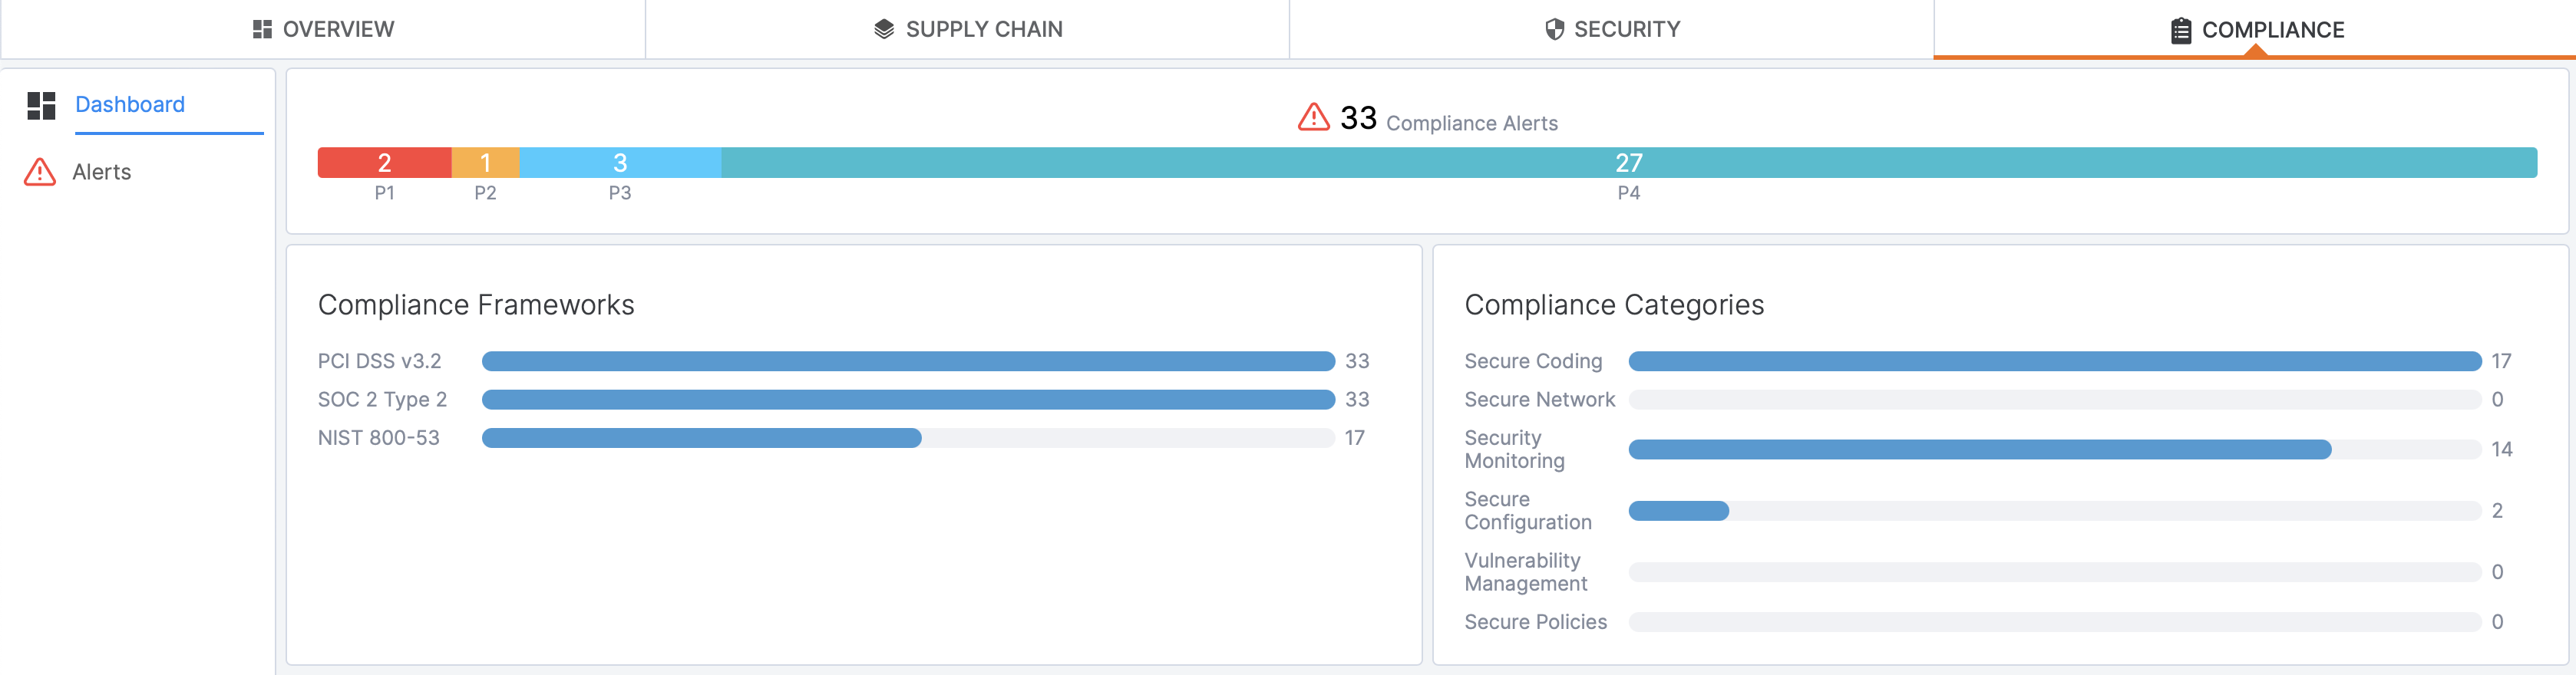 OVERVIEW
SUPPLY CHAIN
SECURITY
COMPLIANCE
Dashboard
Alerts
33 Compliance Alerts
2
1
3
27
P1
P2
P3
P4
Compliance Frameworks
PCI DSS v3.2 33
SOC 2 Type 2 33
NIST 800-53 17
Compliance Categories
Secure Coding 17
Secure Network 0
Security
Monitoring 14
Secure
Configuration 2
Vulnerability
Management 0
Secure Policies 0